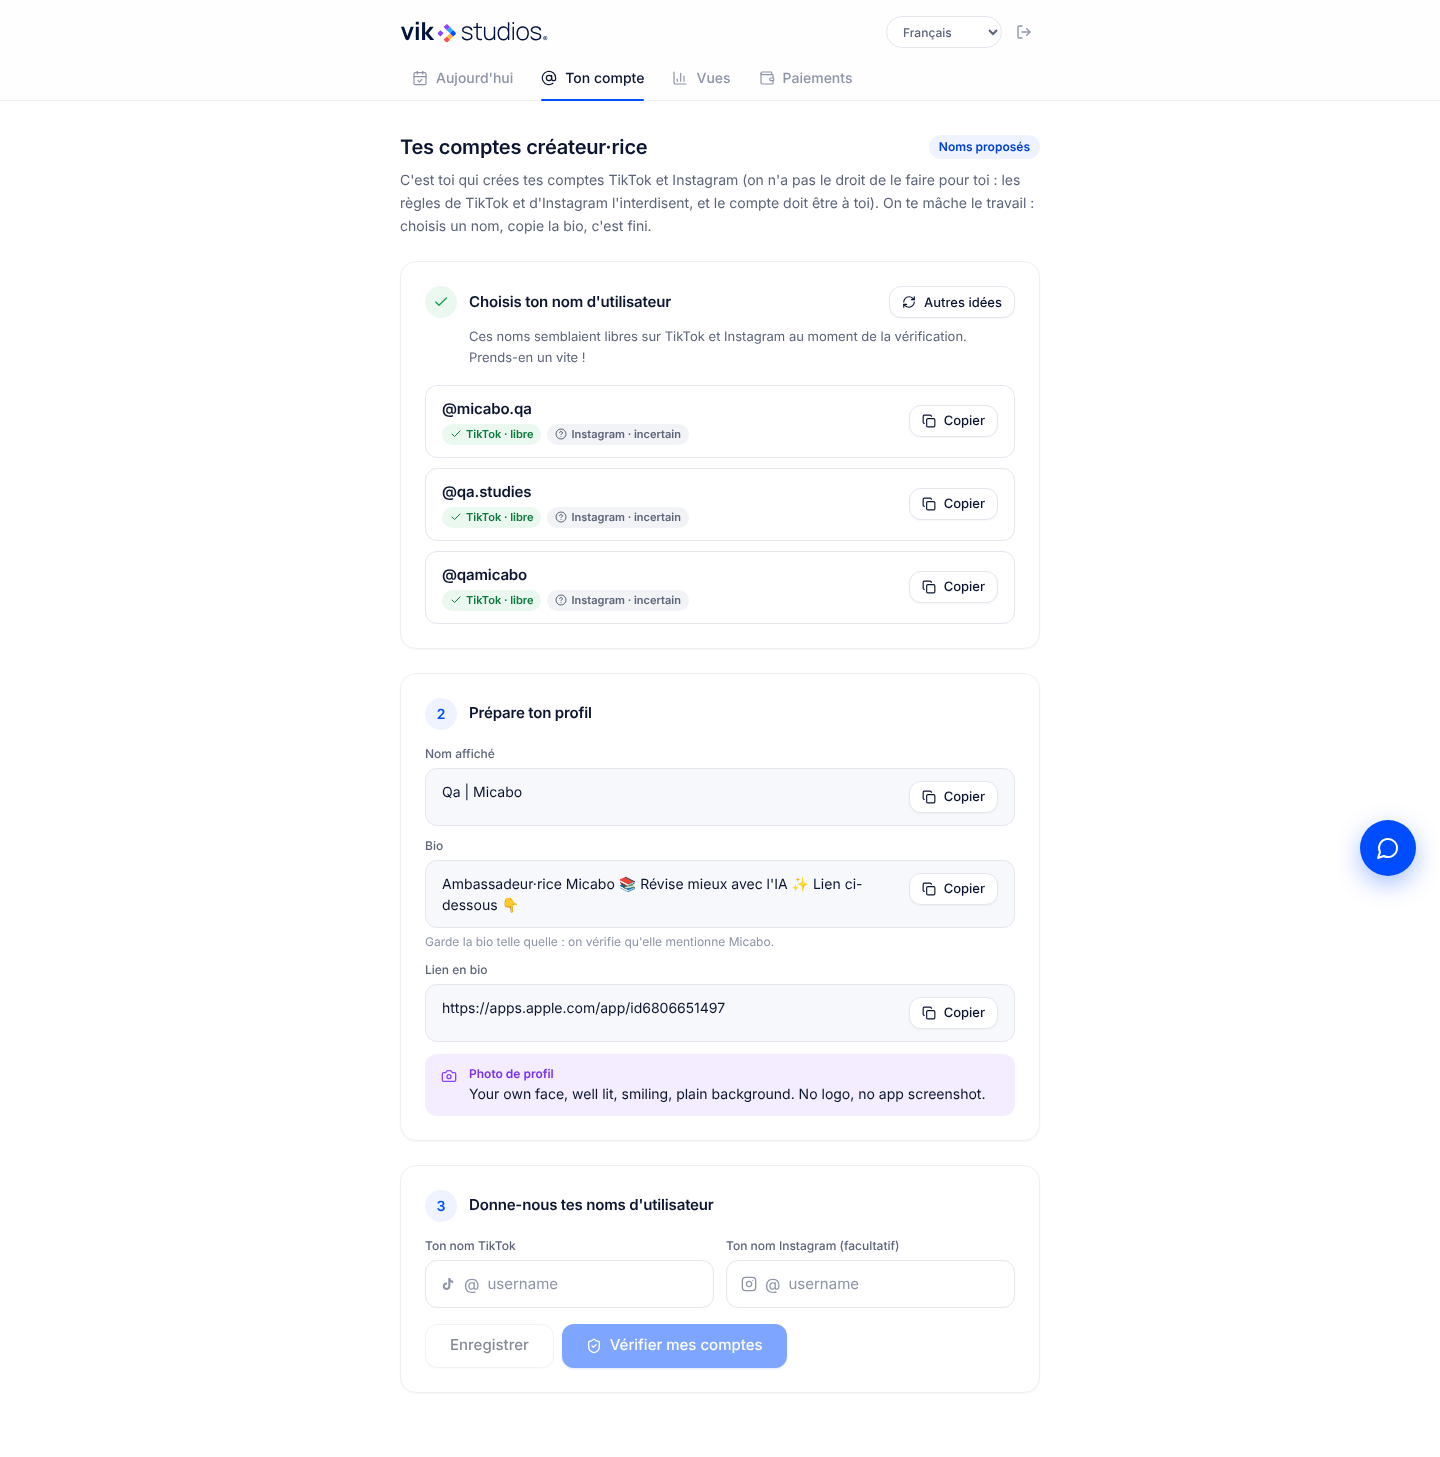 vik studios®
Français
Aujourd'hui
Ton compte
Vues
Paiements
Tes comptes créateur·rice
Noms proposés
C'est toi qui crées tes comptes TikTok et Instagram (on n'a pas le droit de le faire pour toi : les
règles de TikTok et d'Instagram l'interdisent, et le compte doit être à toi). On te mâche le travail :
choisis un nom, copie la bio, c'est fini.
Choisis ton nom d'utilisateur
Autres idées
Ces noms semblaient libres sur TikTok et Instagram au moment de la vérification.
Prends-en un vite !
@micabo.qa
TikTok · libre
Instagram · incertain
Copier
@qa.studies
TikTok · libre
Instagram · incertain
Copier
@qamicabo
TikTok · libre
Instagram · incertain
Copier
2
Prépare ton profil
Nom affiché
Qa | Micabo
Copier
Bio
Ambassadeur·rice Micabo 📚 Révise mieux avec l'IA ✨ Lien ci-
dessous 👇
Copier
Garde la bio telle quelle : on vérifie qu'elle mentionne Micabo.
Lien en bio
https://apps.apple.com/app/id6806651497
Copier
Photo de profil
Your own face, well lit, smiling, plain background. No logo, no app screenshot.
3
Donne-nous tes noms d'utilisateur
Ton nom TikTok
Ton nom Instagram (facultatif)
@ username
@ username
Enregistrer
Vérifier mes comptes